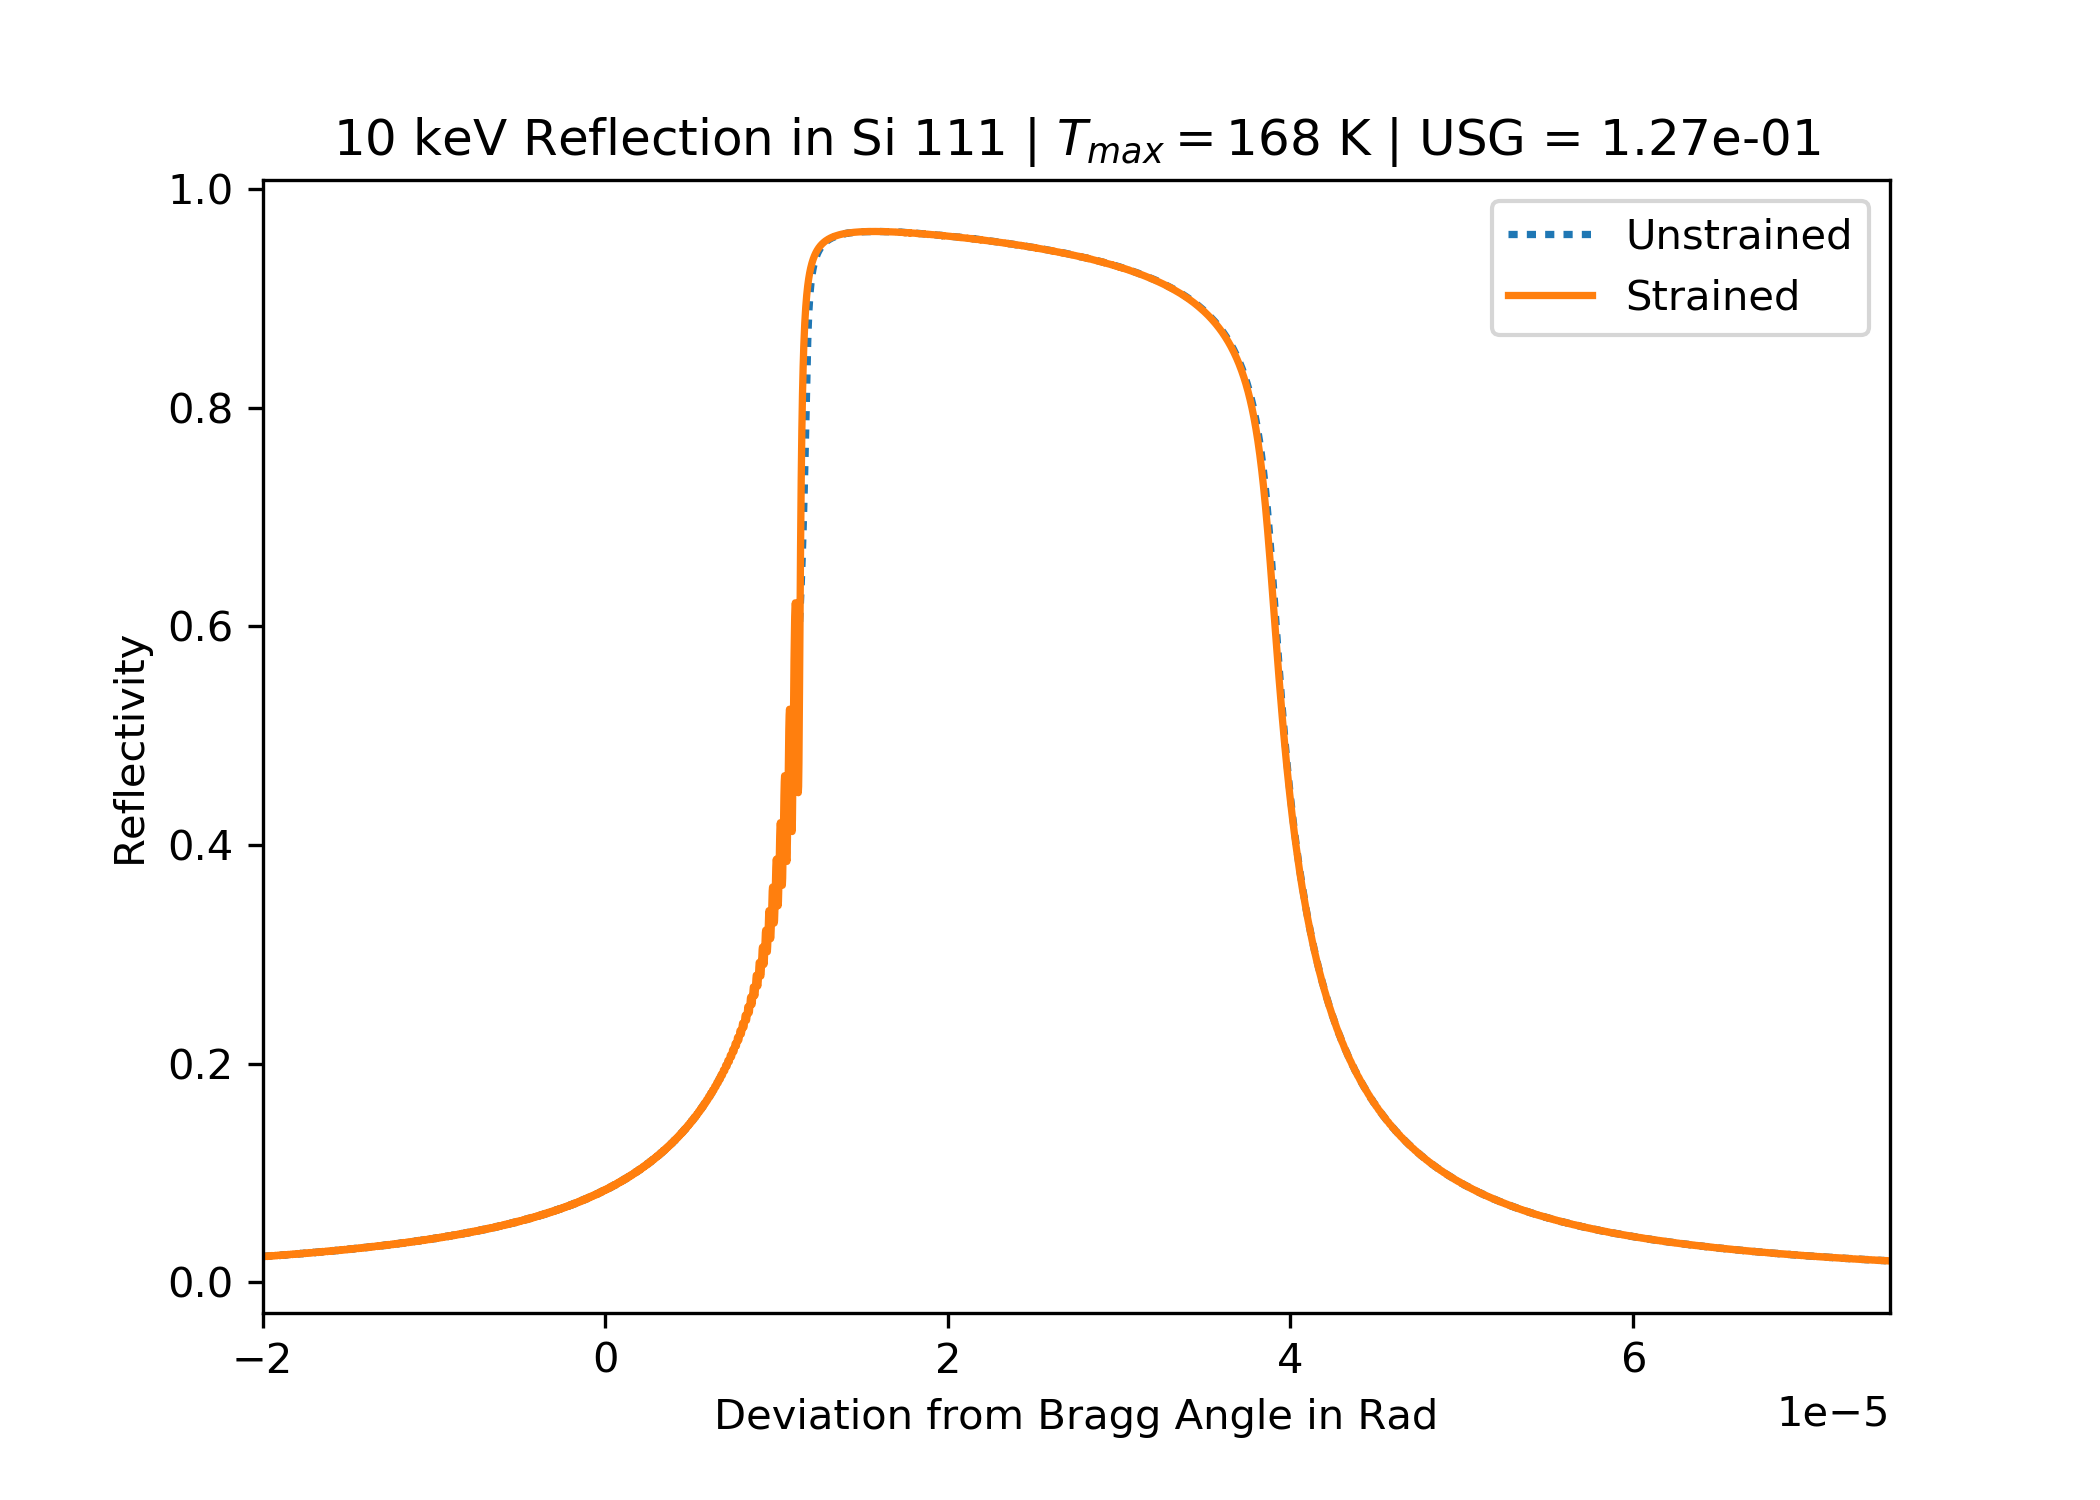 10 keV Reflection in Si 111 | T_max = 168 K | USG = 1.27e-01
Unstrained
Strained
Reflectivity
1.0
0.8
0.6
0.4
0.2
0.0
−2 0 2 4 6
1e−5
Deviation from Bragg Angle in Rad